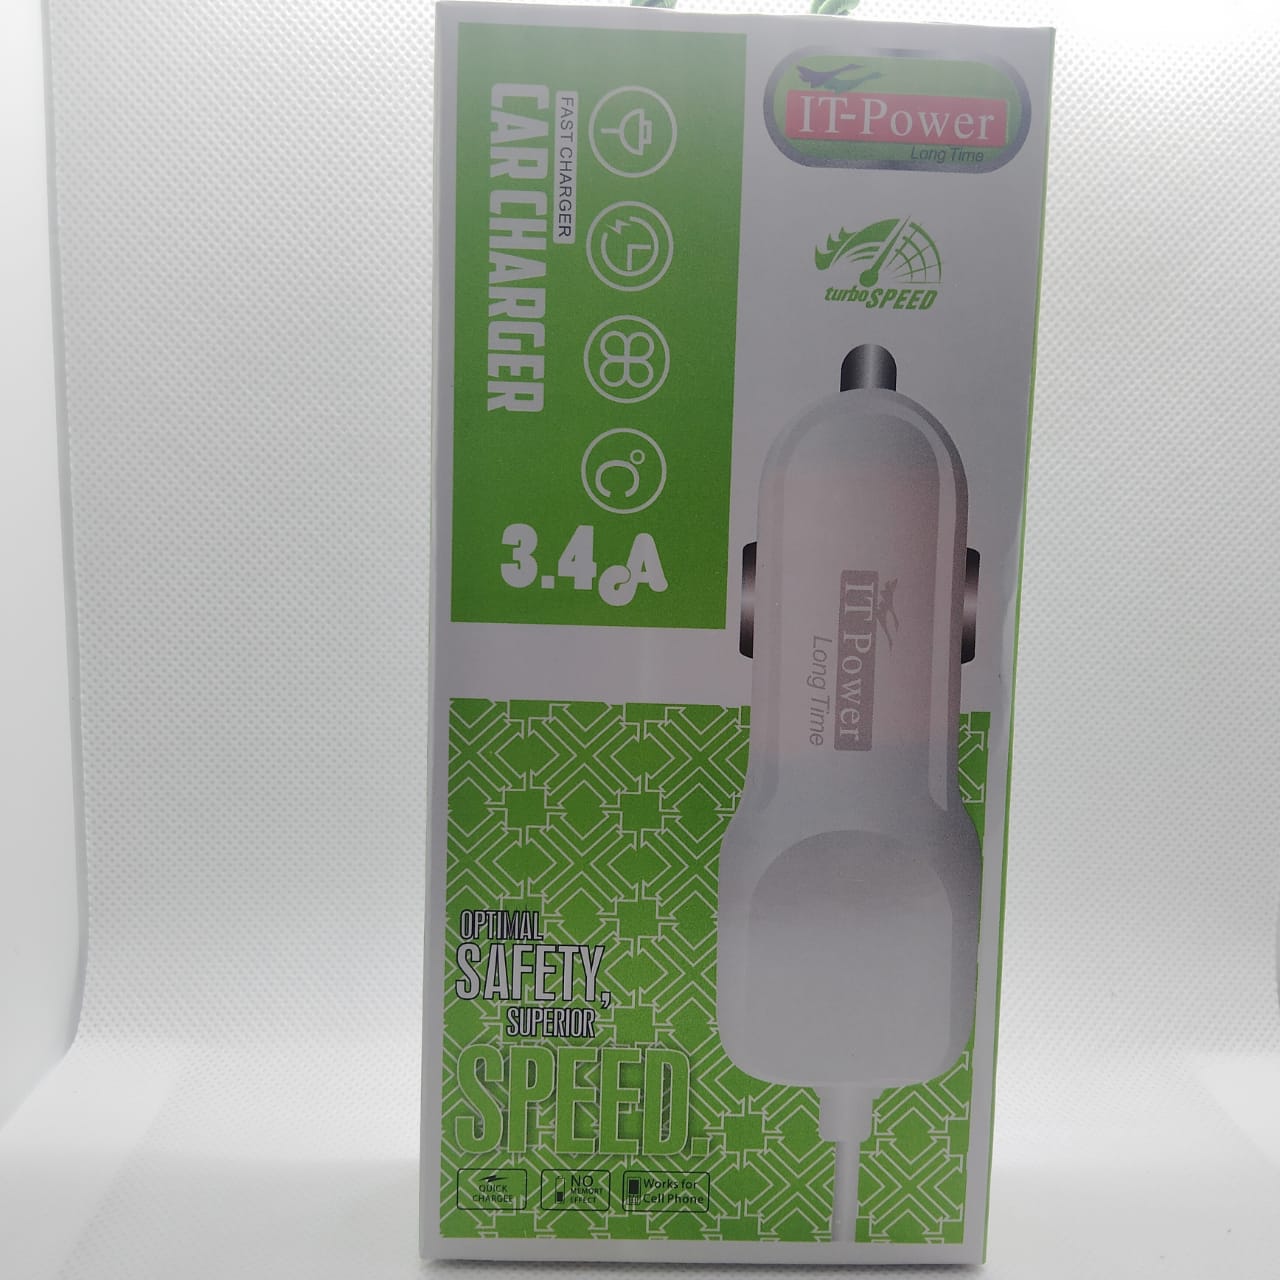 IT-Power
Long Time
turbo SPEED
FAST CHARGER
CAR CHARGER
°C
3.4A
IT Power
Long Time
OPTIMAL
SAFETY,
SUPERIOR
SPEED.
QUICK
CHARGEE
NO
MEMORY
EFFECT
Works for
Cell Phone